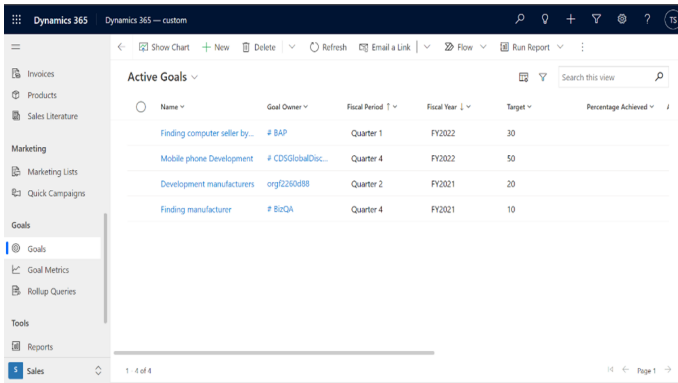 Dynamics 365 Dynamics 365 — custom TS
Show Chart New Delete Refresh Email a Link Flow Run Report
Invoices
Products
Sales Literature
Marketing
Marketing Lists
Quick Campaigns
Goals
Goals
Goal Metrics
Rollup Queries
Tools
Reports
S Sales
Active Goals Search this view
Name Goal Owner Fiscal Period Fiscal Year Target Percentage Achieved
Finding computer seller by... # BAP Quarter 1 FY2022 30
Mobile phone Development # CDSGlobalDisc... Quarter 4 FY2022 50
Development manufacturers orgf2260d88 Quarter 2 FY2021 20
Finding manufacturer # BizQA Quarter 4 FY2021 10
1 - 4 of 4 Page 1